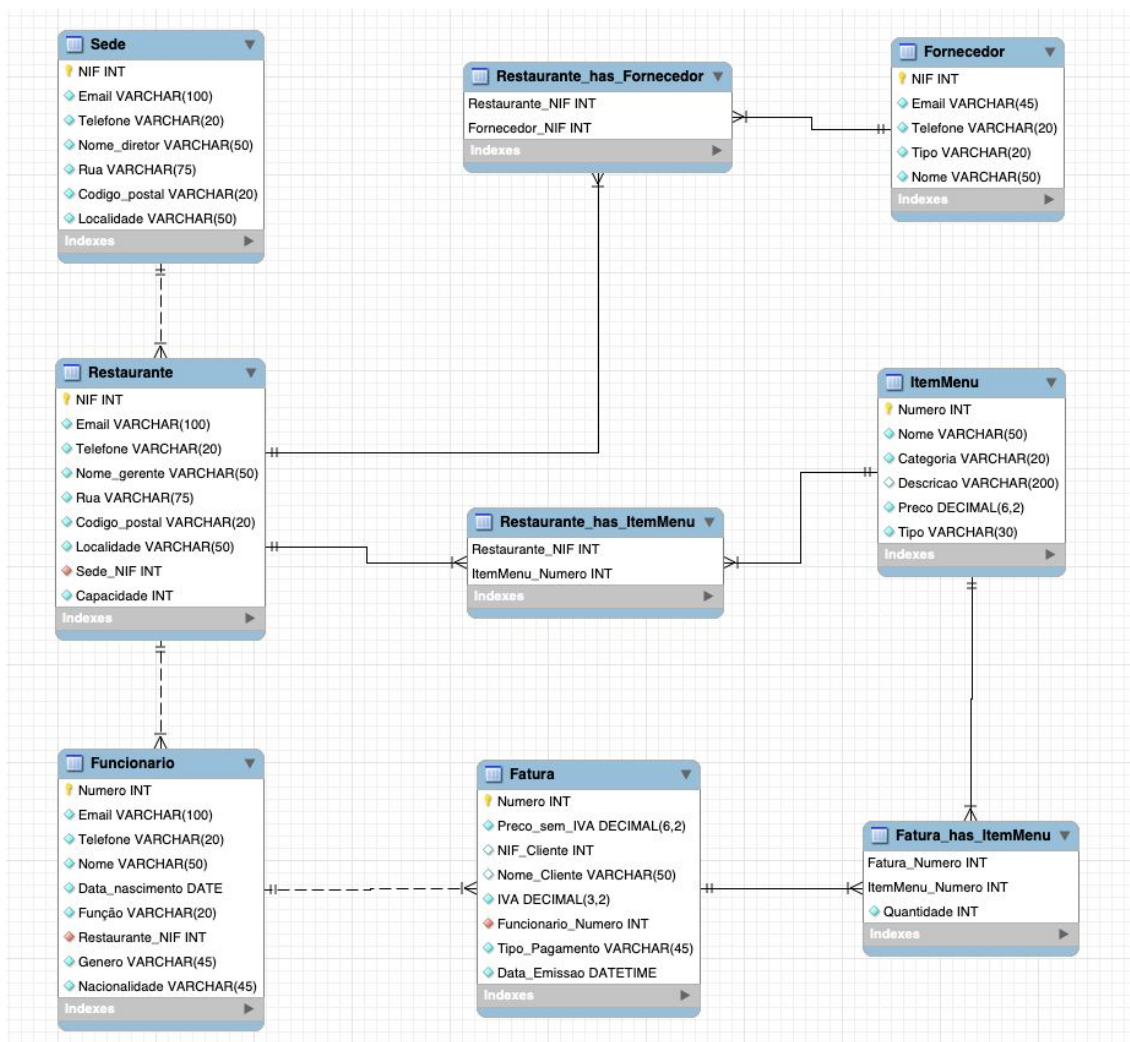 Sede
NIF INT
Email VARCHAR(100)
Telefone VARCHAR(20)
Nome_diretor VARCHAR(50)
Rua VARCHAR(75)
Codigo_postal VARCHAR(20)
Localidade VARCHAR(50)
Indexes
Restaurante_has_Fornecedor
Restaurante_NIF INT
Fornecedor_NIF INT
Indexes
Fornecedor
NIF INT
Email VARCHAR(45)
Telefone VARCHAR(20)
Tipo VARCHAR(20)
Nome VARCHAR(50)
Indexes
Restaurante
NIF INT
Email VARCHAR(100)
Telefone VARCHAR(20)
Nome_gerente VARCHAR(50)
Rua VARCHAR(75)
Codigo_postal VARCHAR(20)
Localidade VARCHAR(50)
Sede_NIF INT
Capacidade INT
Indexes
Restaurante_has_ItemMenu
Restaurante_NIF INT
ItemMenu_Numero INT
Indexes
ItemMenu
Numero INT
Nome VARCHAR(50)
Categoria VARCHAR(20)
Descricao VARCHAR(200)
Preco DECIMAL(6,2)
Tipo VARCHAR(30)
Indexes
Funcionario
Numero INT
Email VARCHAR(100)
Telefone VARCHAR(20)
Nome VARCHAR(50)
Data_nascimento DATE
Função VARCHAR(20)
Restaurante_NIF INT
Genero VARCHAR(45)
Nacionalidade VARCHAR(45)
Indexes
Fatura
Numero INT
Preco_sem_IVA DECIMAL(6,2)
NIF_Cliente INT
Nome_Cliente VARCHAR(50)
IVA DECIMAL(3,2)
Funcionario_Numero INT
Tipo_Pagamento VARCHAR(45)
Data_Emissao DATETIME
Indexes
Fatura_has_ItemMenu
Fatura_Numero INT
ItemMenu_Numero INT
Quantidade INT
Indexes